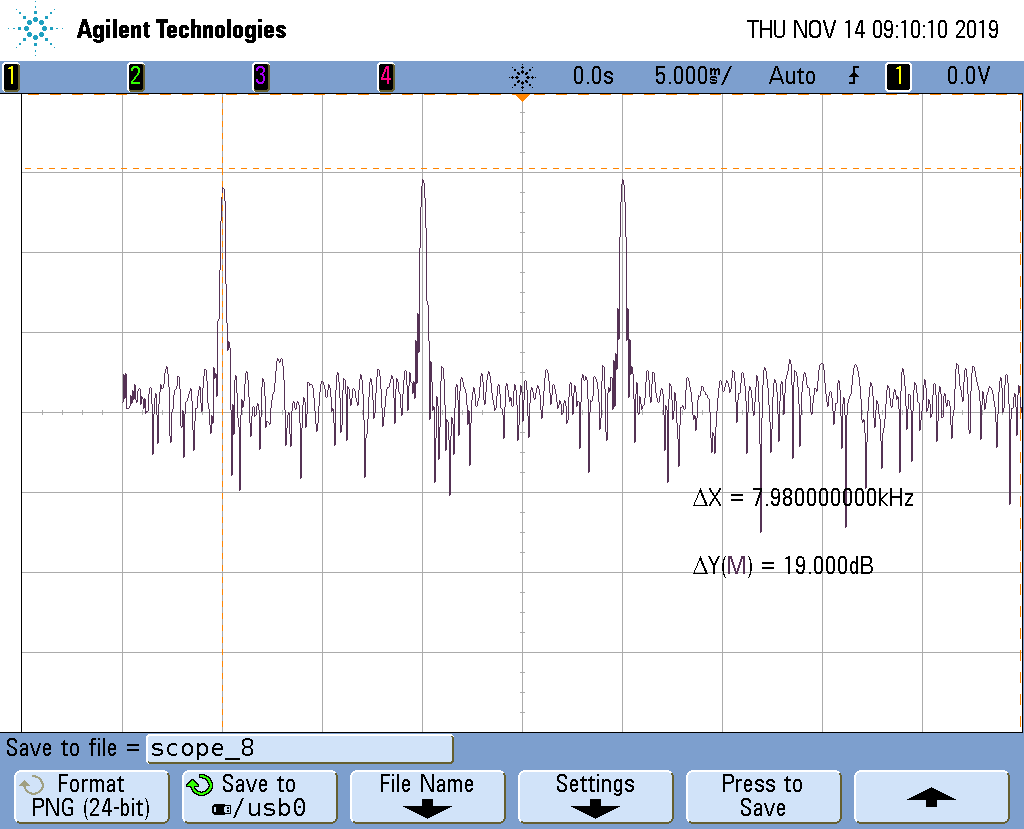 Agilent Technologies THU NOV 14 09:10:10 2019
1 2 3 4 0.0s 5.000m̳s̳/ Auto 1 0.0V
ΔX = 7.980000000kHz
ΔY(M) = 19.000dB
Save to file = scope_8
Format Save to File Name Settings Press to
PNG (24-bit) /usb0 Save